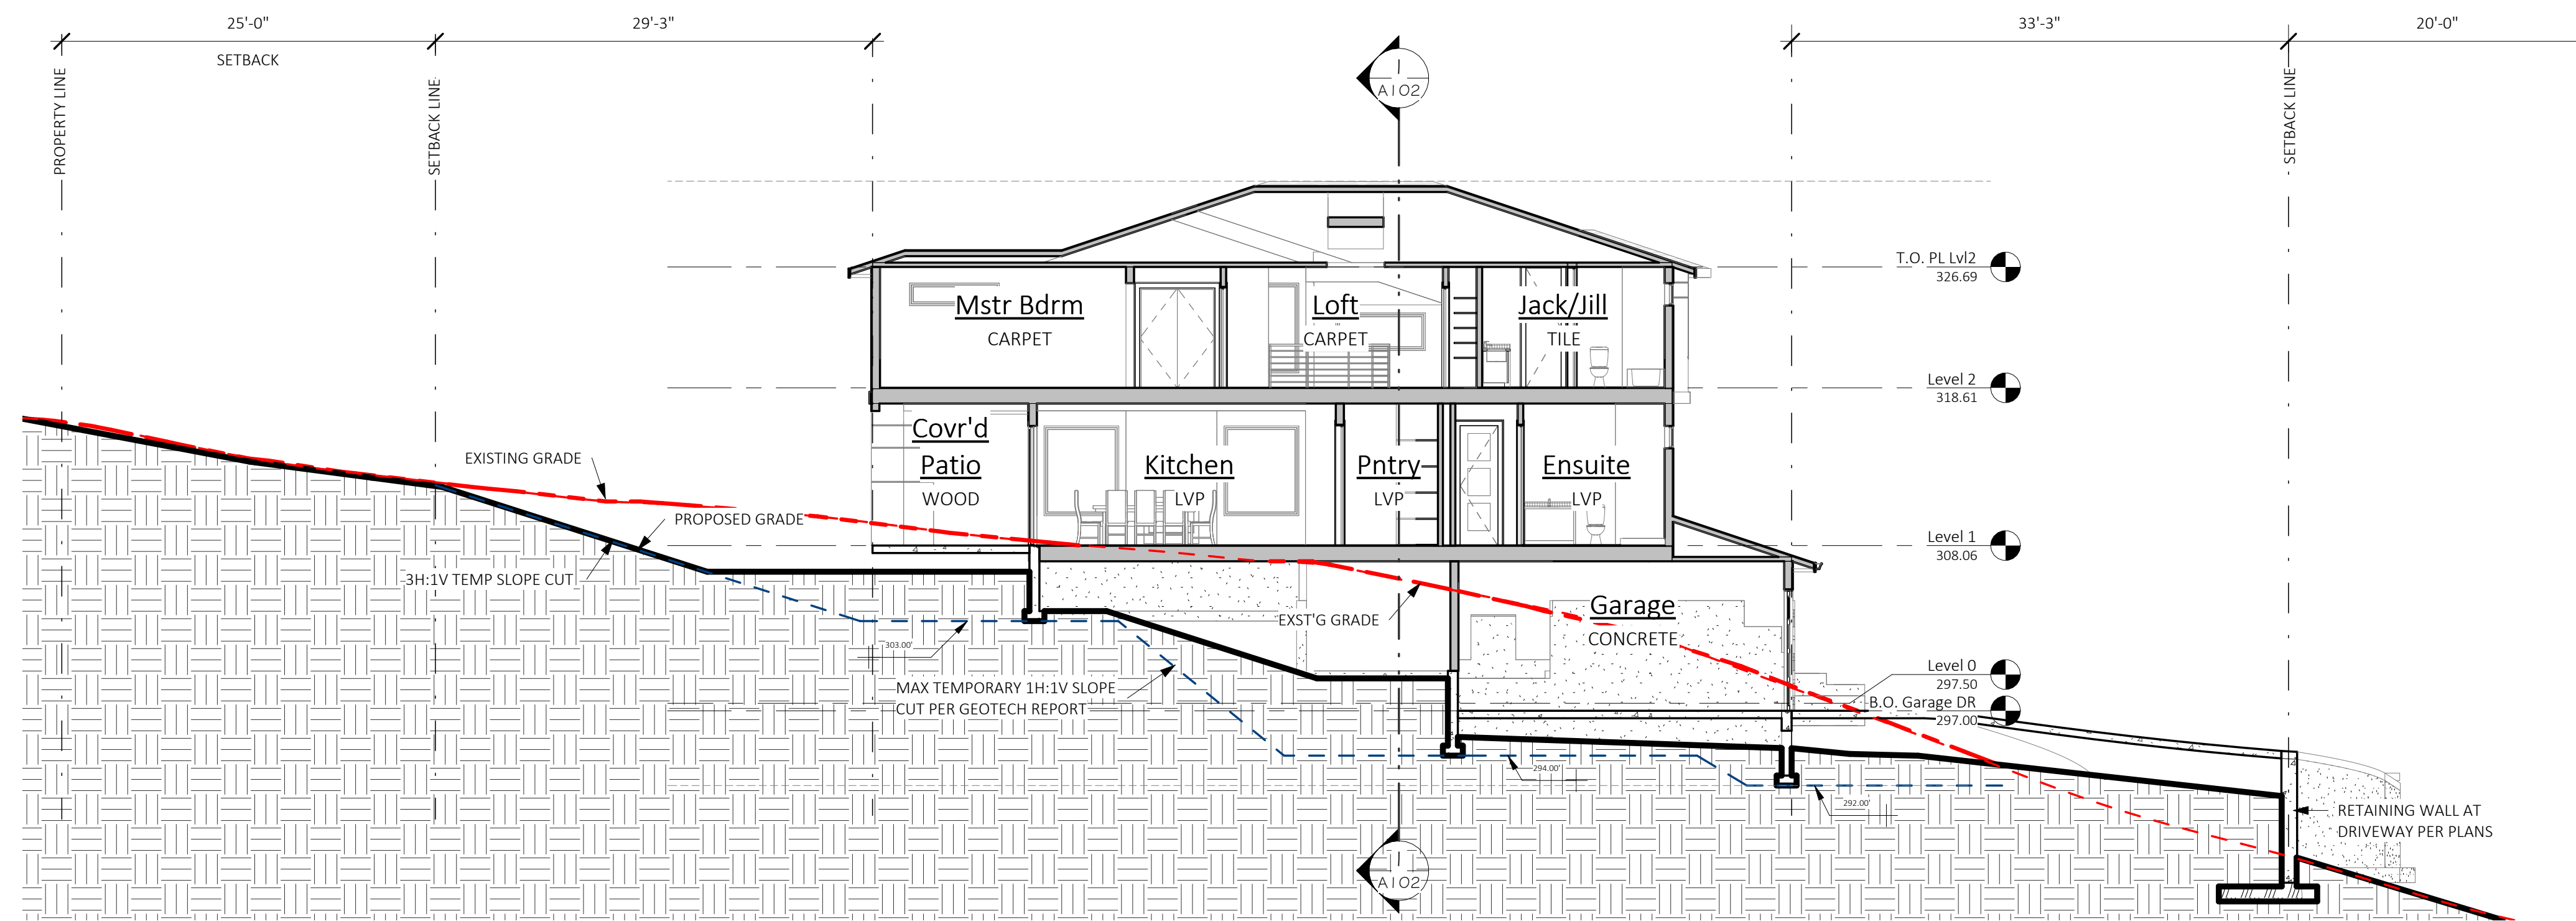 25'-0"
29'-3"
33'-3"
20'-0"
SETBACK
PROPERTY LINE
SETBACK LINE
SETBACK LINE
A102
T.O. PL Lvl2
326.69
Mstr Bdrm
CARPET
Loft
CARPET
Jack/Jill
TILE
Level 2
318.61
Covr'd
Patio
WOOD
Kitchen
LVP
Pntry
LVP
Ensuite
LVP
EXISTING GRADE
PROPOSED GRADE
3H:1V TEMP SLOPE CUT
Level 1
308.06
EXST'G GRADE
Garage
CONCRETE
303.00'
MAX TEMPORARY 1H:1V SLOPE
CUT PER GEOTECH REPORT
Level 0
297.50
B.O. Garage DR
297.00
294.00'
292.00'
RETAINING WALL AT
DRIVEWAY PER PLANS
A102